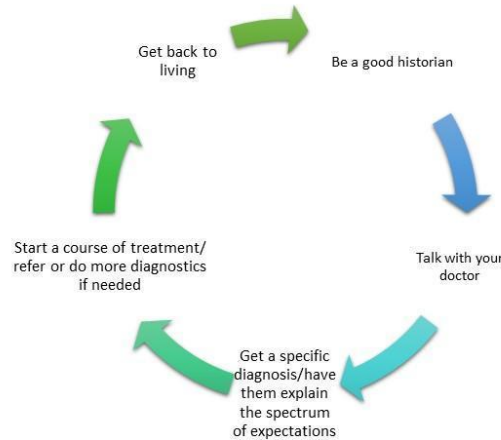 Get back to
living
Be a good historian
Talk with your
doctor
Get a specific
diagnosis/have
them explain
the spectrum
of expectations
Start a course of treatment/
refer or do more diagnostics
if needed